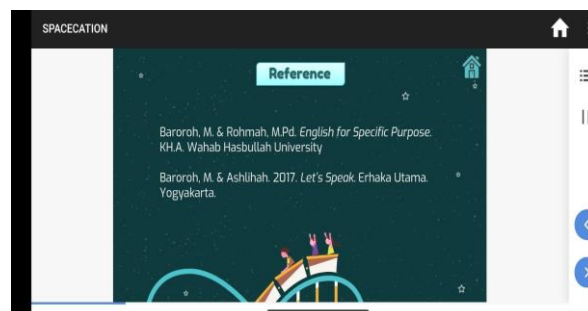 SPACECATION
Reference
Baroroh, M. & Rohmah, M.Pd. English for Specific Purpose.
KH.A. Wahab Hasbullah University
Baroroh, M. & Ashlihah. 2017. Let's Speak. Erhaka Utama.
Yogyakarta.